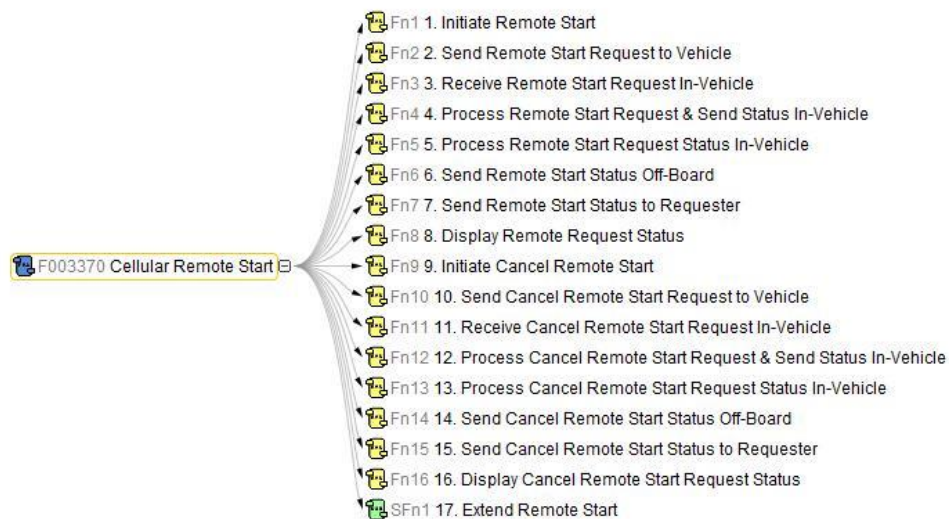 Fn1 1. Initiate Remote Start
Fn2 2. Send Remote Start Request to Vehicle
Fn3 3. Receive Remote Start Request In-Vehicle
Fn4 4. Process Remote Start Request & Send Status In-Vehicle
Fn5 5. Process Remote Start Request Status In-Vehicle
Fn6 6. Send Remote Start Status Off-Board
Fn7 7. Send Remote Start Status to Requester
Fn8 8. Display Remote Request Status
F003370 Cellular Remote Start
Fn9 9. Initiate Cancel Remote Start
Fn10 10. Send Cancel Remote Start Request to Vehicle
Fn11 11. Receive Cancel Remote Start Request In-Vehicle
Fn12 12. Process Cancel Remote Start Request & Send Status In-Vehicle
Fn13 13. Process Cancel Remote Start Request Status In-Vehicle
Fn14 14. Send Cancel Remote Start Status Off-Board
Fn15 15. Send Cancel Remote Start Status to Requester
Fn16 16. Display Cancel Remote Start Request Status
SFn1 17. Extend Remote Start